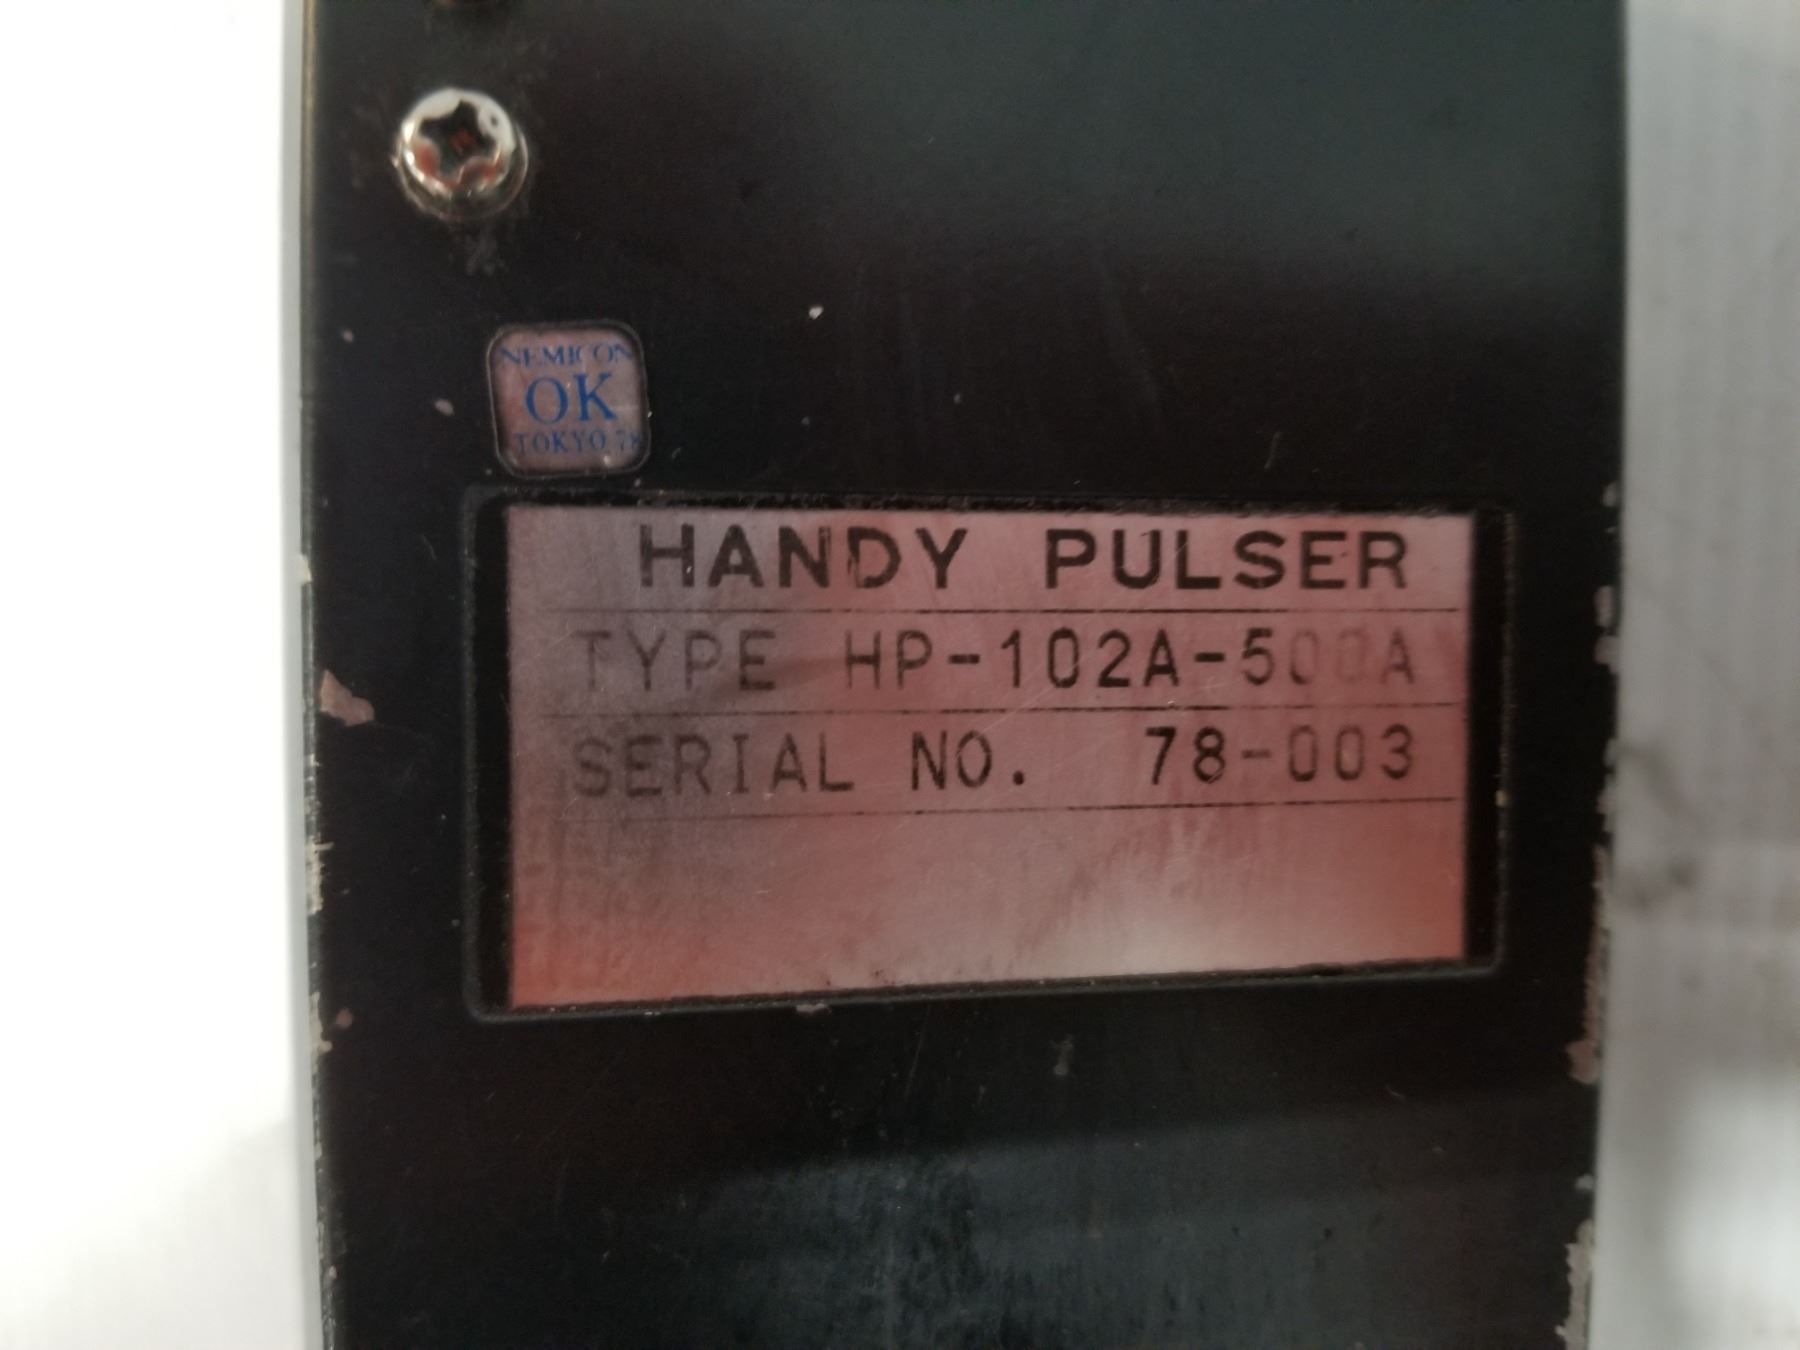 NEMICON
OK
TOKYO 78
HANDY PULSER
TYPE HP-102A-500A
SERIAL NO. 78-003